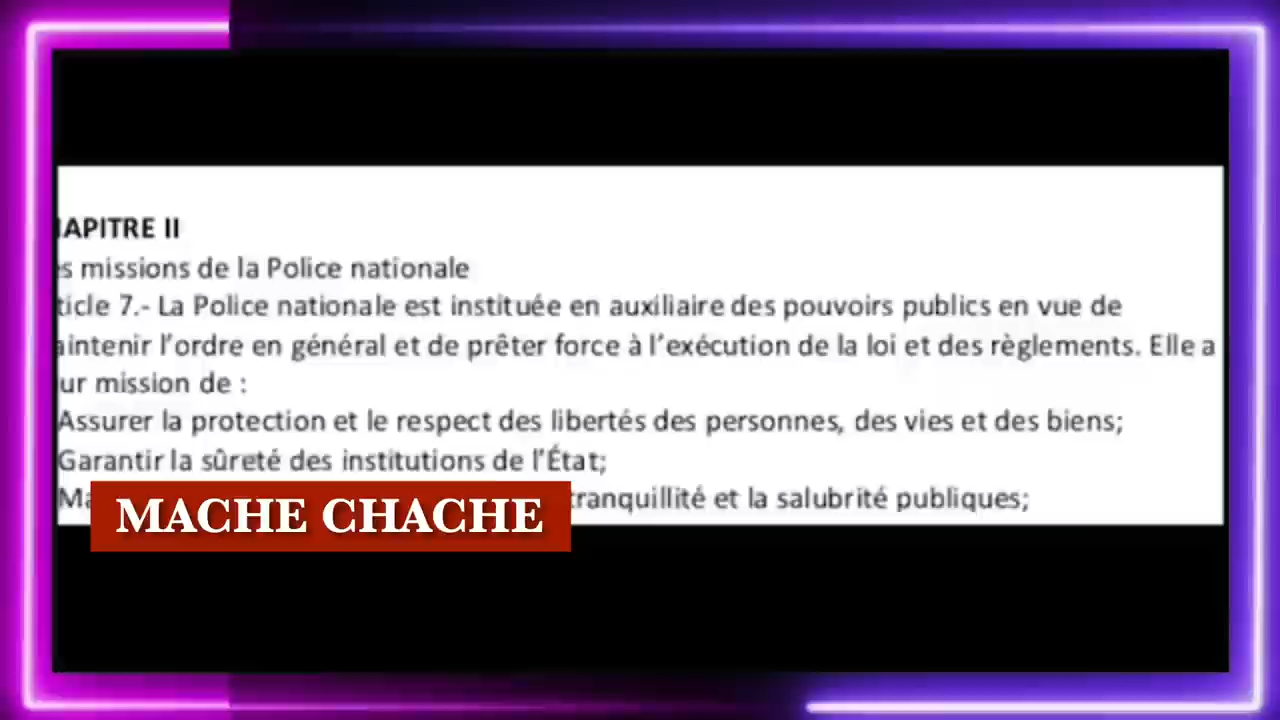 HAPITRE II
s missions de la Police nationale
ticle 7.- La Police nationale est instituée en auxiliaire des pouvoirs publics en vue de
aintenir l'ordre en général et de prêter force à l'exécution de la loi et des règlements. Elle a
ur mission de :
Assurer la protection et le respect des libertés des personnes, des vies et des biens;
Garantir la sûreté des institutions de l'État;
Ma tranquillité et la salubrité publiques;
MACHE CHACHE